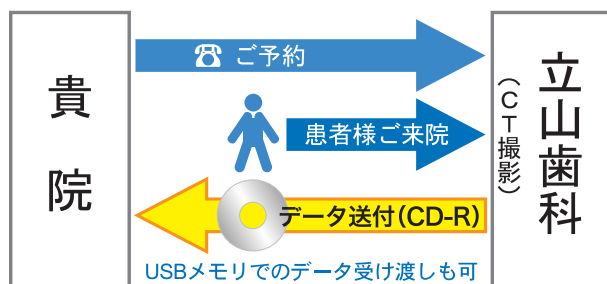 貴院
☎ ご予約
患者様ご来院
データ送付(CD-R)
USBメモリでのデータ受け渡しも可
立山歯科
(CT撮影)